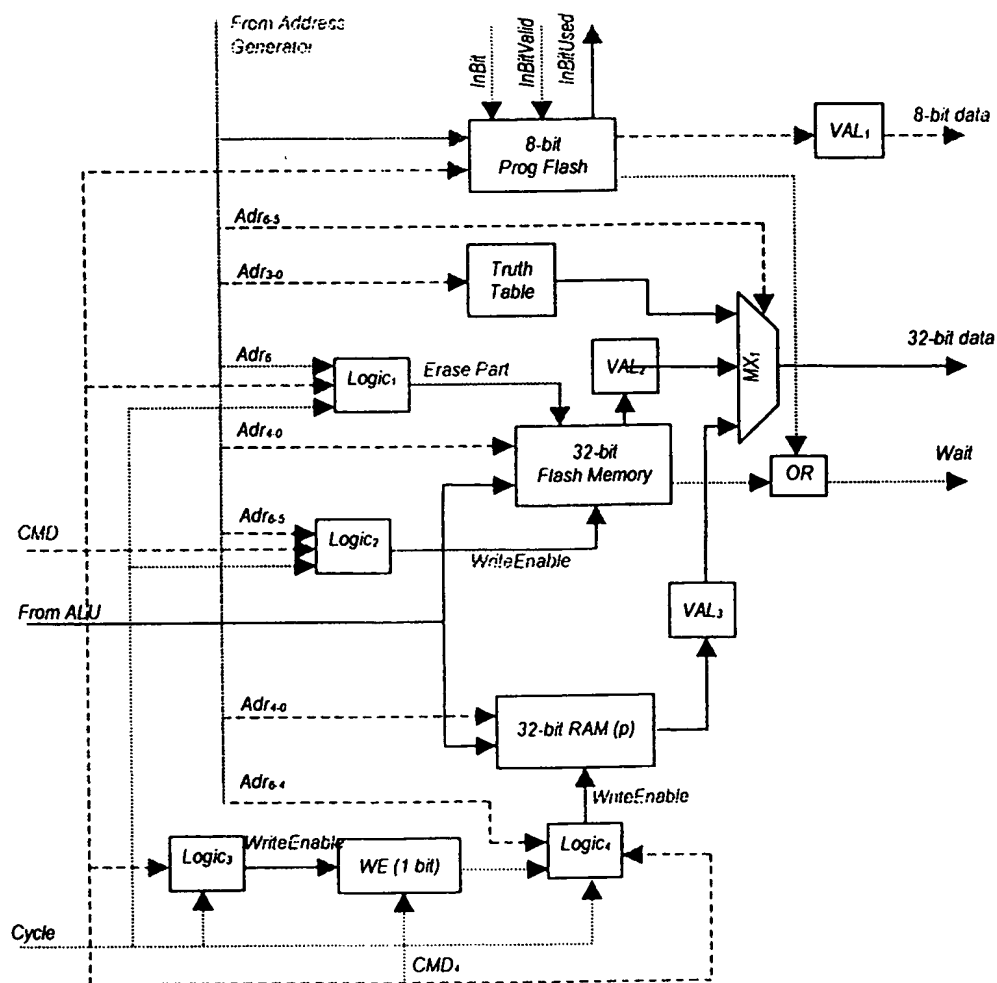 From Address
Generator
InBit
InBitValid
InBitUsed
8-bit
Prog Flash
VAL₁
8-bit data
Adr₆₋₅
Adr₃₋₀
Truth
Table
MX₁
32-bit data
Adr₆
Logic₁
Erase Part
VAL₂
Adr₄₋₀
32-bit
Flash Memory
OR
Wait
Adr₆₋₅
CMD
Logic₂
WriteEnable
From ALU
VAL₃
Adr₄₋₀
32-bit RAM (p)
Adr₆₋₄
WriteEnable
Logic₃
WriteEnable
WE (1 bit)
Logic₄
Cycle
CMD₄